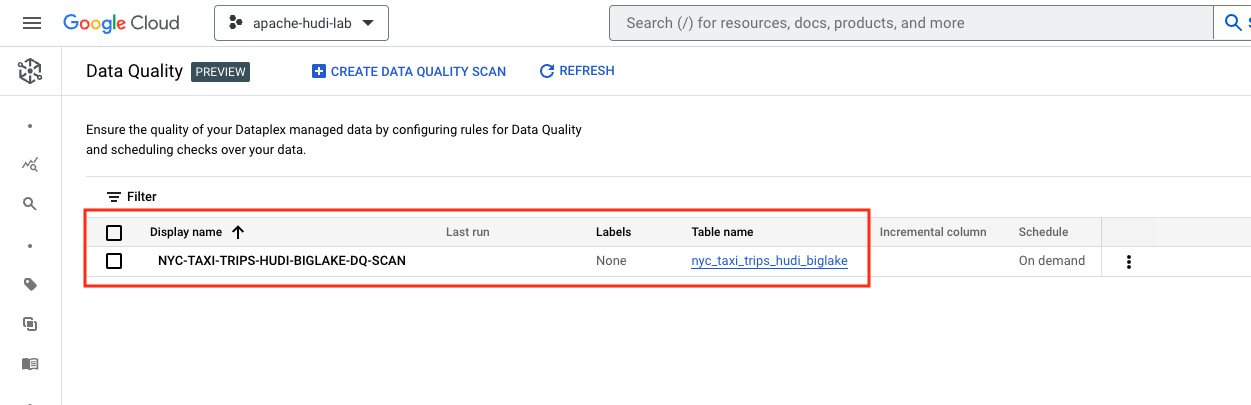 Google Cloud
apache-hudi-lab
Search (/) for resources, docs, products, and more
Data Quality PREVIEW
CREATE DATA QUALITY SCAN
REFRESH
Ensure the quality of your Dataplex managed data by configuring rules for Data Quality
and scheduling checks over your data.
Filter
Display name Last run Labels Table name Incremental column Schedule
NYC-TAXI-TRIPS-HUDI-BIGLAKE-DQ-SCAN None nyc_taxi_trips_hudi_biglake On demand